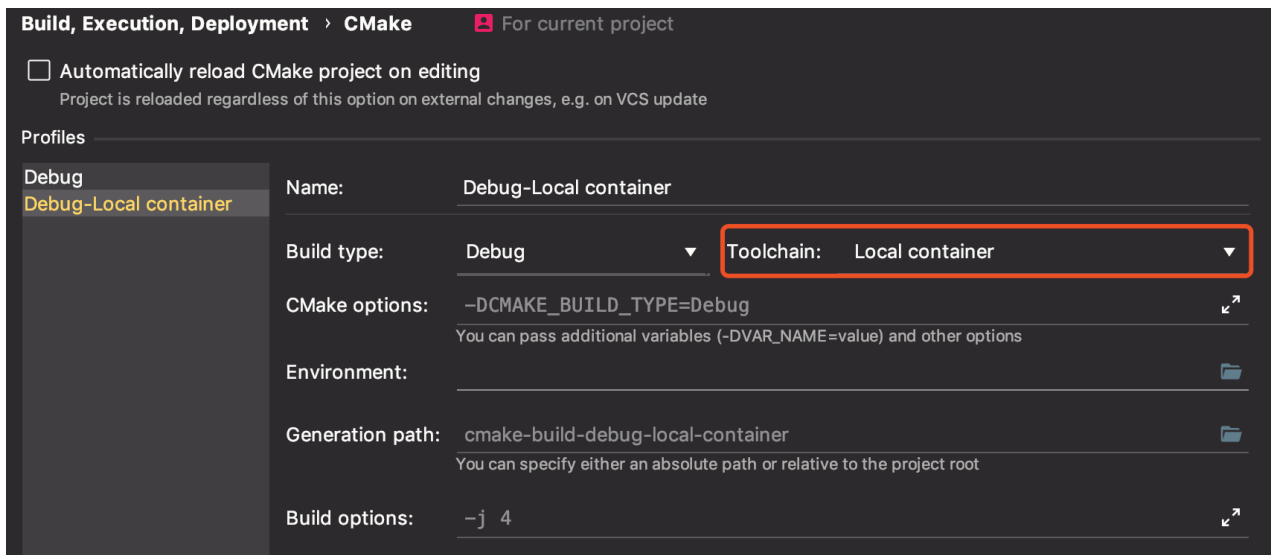 Build, Execution, Deployment › CMake For current project
Automatically reload CMake project on editing
Project is reloaded regardless of this option on external changes, e.g. on VCS update
Profiles
Debug
Debug-Local container
Name: Debug-Local container
Build type: Debug Toolchain: Local container
CMake options: -DCMAKE_BUILD_TYPE=Debug
You can pass additional variables (-DVAR_NAME=value) and other options
Environment:
Generation path: cmake-build-debug-local-container
You can specify either an absolute path or relative to the project root
Build options: -j 4